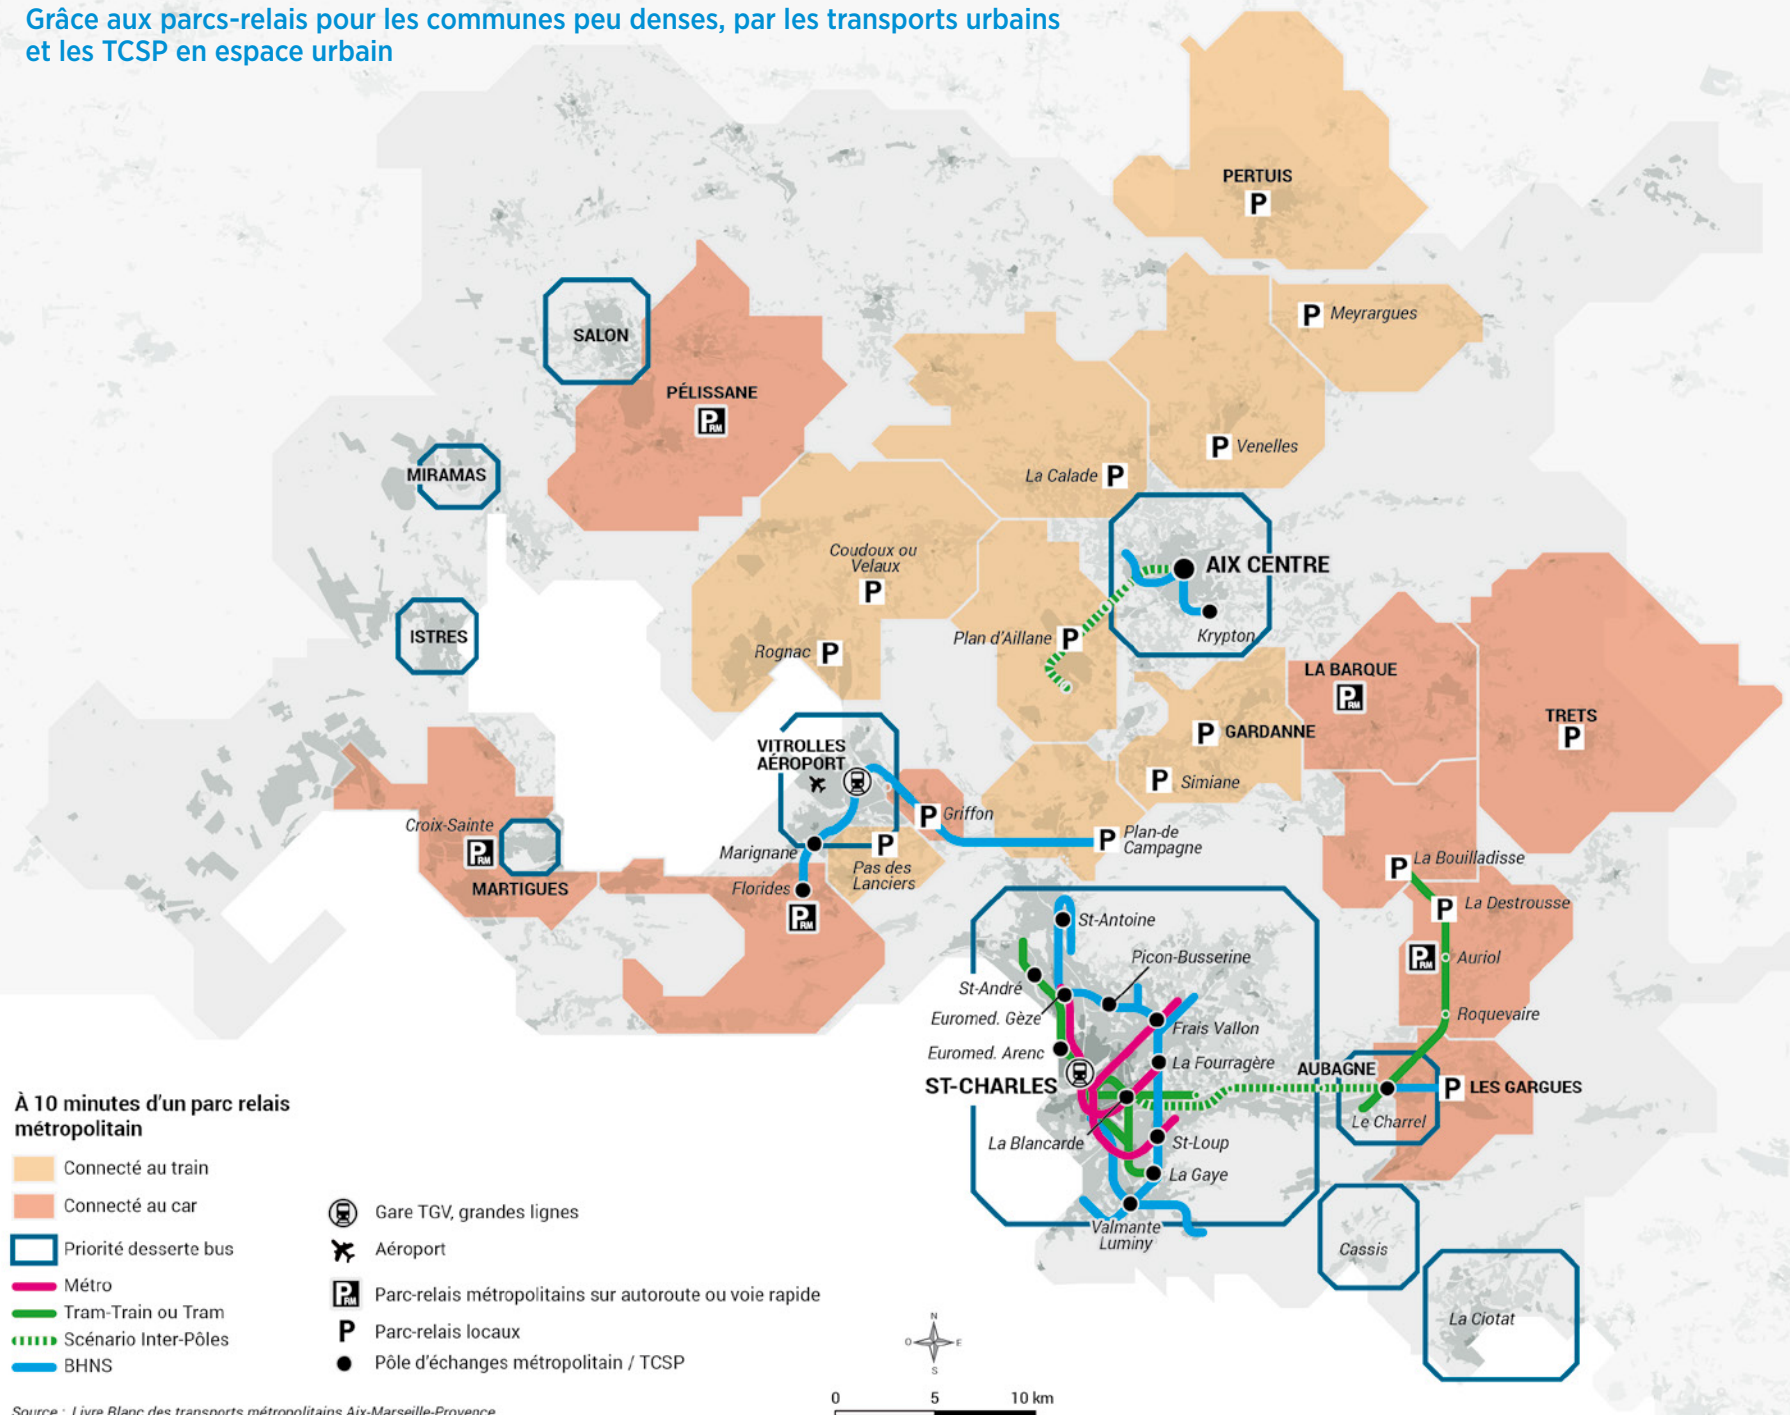 Grâce aux parcs-relais pour les communes peu denses, par les transports urbains
et les TCSP en espace urbain
PERTUIS
P
P Meyrargues
SALON
PÉLISSANE
P RM
P Venelles
La Calade P
MIRAMAS
Coudoux ou
Velaux
P
AIX CENTRE
Krypton
ISTRES
Plan d'Aillane P
Rognac P
LA BARQUE
P RM
TRETS
P
P GARDANNE
P Simiane
VITROLLES
AÉROPORT
P Griffon
P Plan-de
Campagne
Croix-Sainte
P RM
MARTIGUES
Marignane
P
Pas des
Lanciers
Florides
P RM
P La Bouilladisse
P La Destrousse
P RM Auriol
Roquevaire
St-Antoine
Picon-Busserine
St-André
Euromed. Gèze
Frais Vallon
Euromed. Arenc
La Fourragère
ST-CHARLES
AUBAGNE
P LES GARGUES
Le Charrel
La Blancarde
St-Loup
La Gaye
Valmante
Luminy
Cassis
La Ciotat
À 10 minutes d'un parc relais
métropolitain
Connecté au train
Connecté au car
Priorité desserte bus
Métro
Tram-Train ou Tram
Scénario Inter-Pôles
BHNS
Gare TGV, grandes lignes
Aéroport
P RM Parc-relais métropolitains sur autoroute ou voie rapide
P Parc-relais locaux
Pôle d'échanges métropolitain / TCSP
N
O E
S
0 5 10 km
Source : Livre Blanc des transports métropolitains Aix-Marseille-Provence